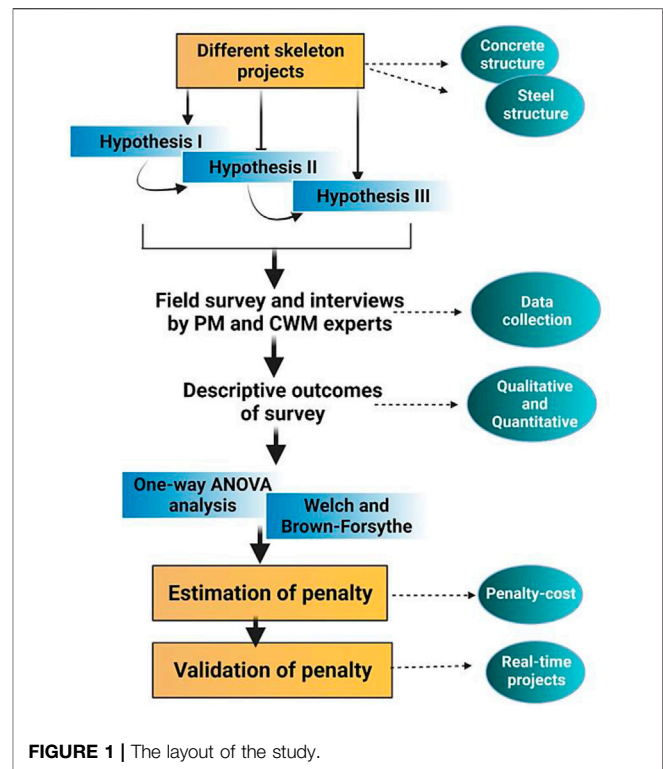 Different skeleton
projects
Concrete
structure
Steel
structure
Hypothesis I
Hypothesis II
Hypothesis III
Field survey and interviews
by PM and CWM experts
Data
collection
Descriptive outcomes
of survey
Qualitative
and
Quantitative
One-way ANOVA
analysis
Welch and
Brown-Forsythe
Estimation of penalty
Penalty-cost
Validation of penalty
Real-time
projects
FIGURE 1 | The layout of the study.